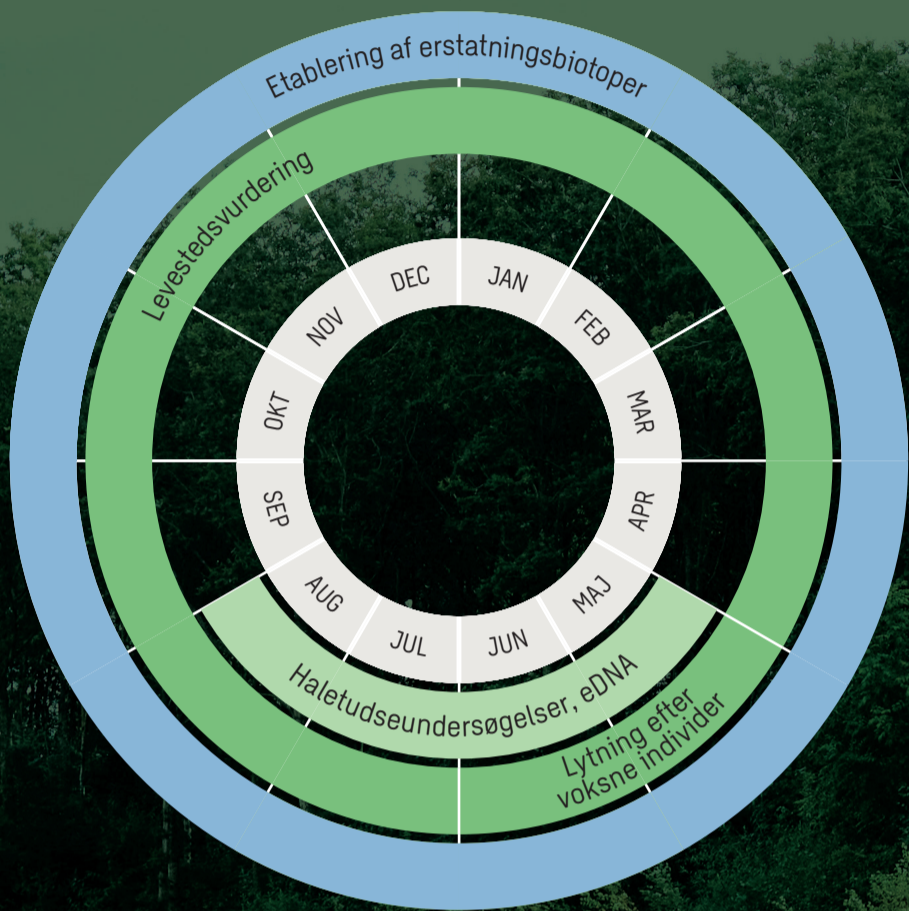 Etablering af erstatningsbiotoper
Levestedsvurdering
JAN
FEB
MAR
APR
MAJ
JUN
JUL
AUG
SEP
OKT
NOV
DEC
Haletudseundersøgelser, eDNA
Lytning efter
voksne individer